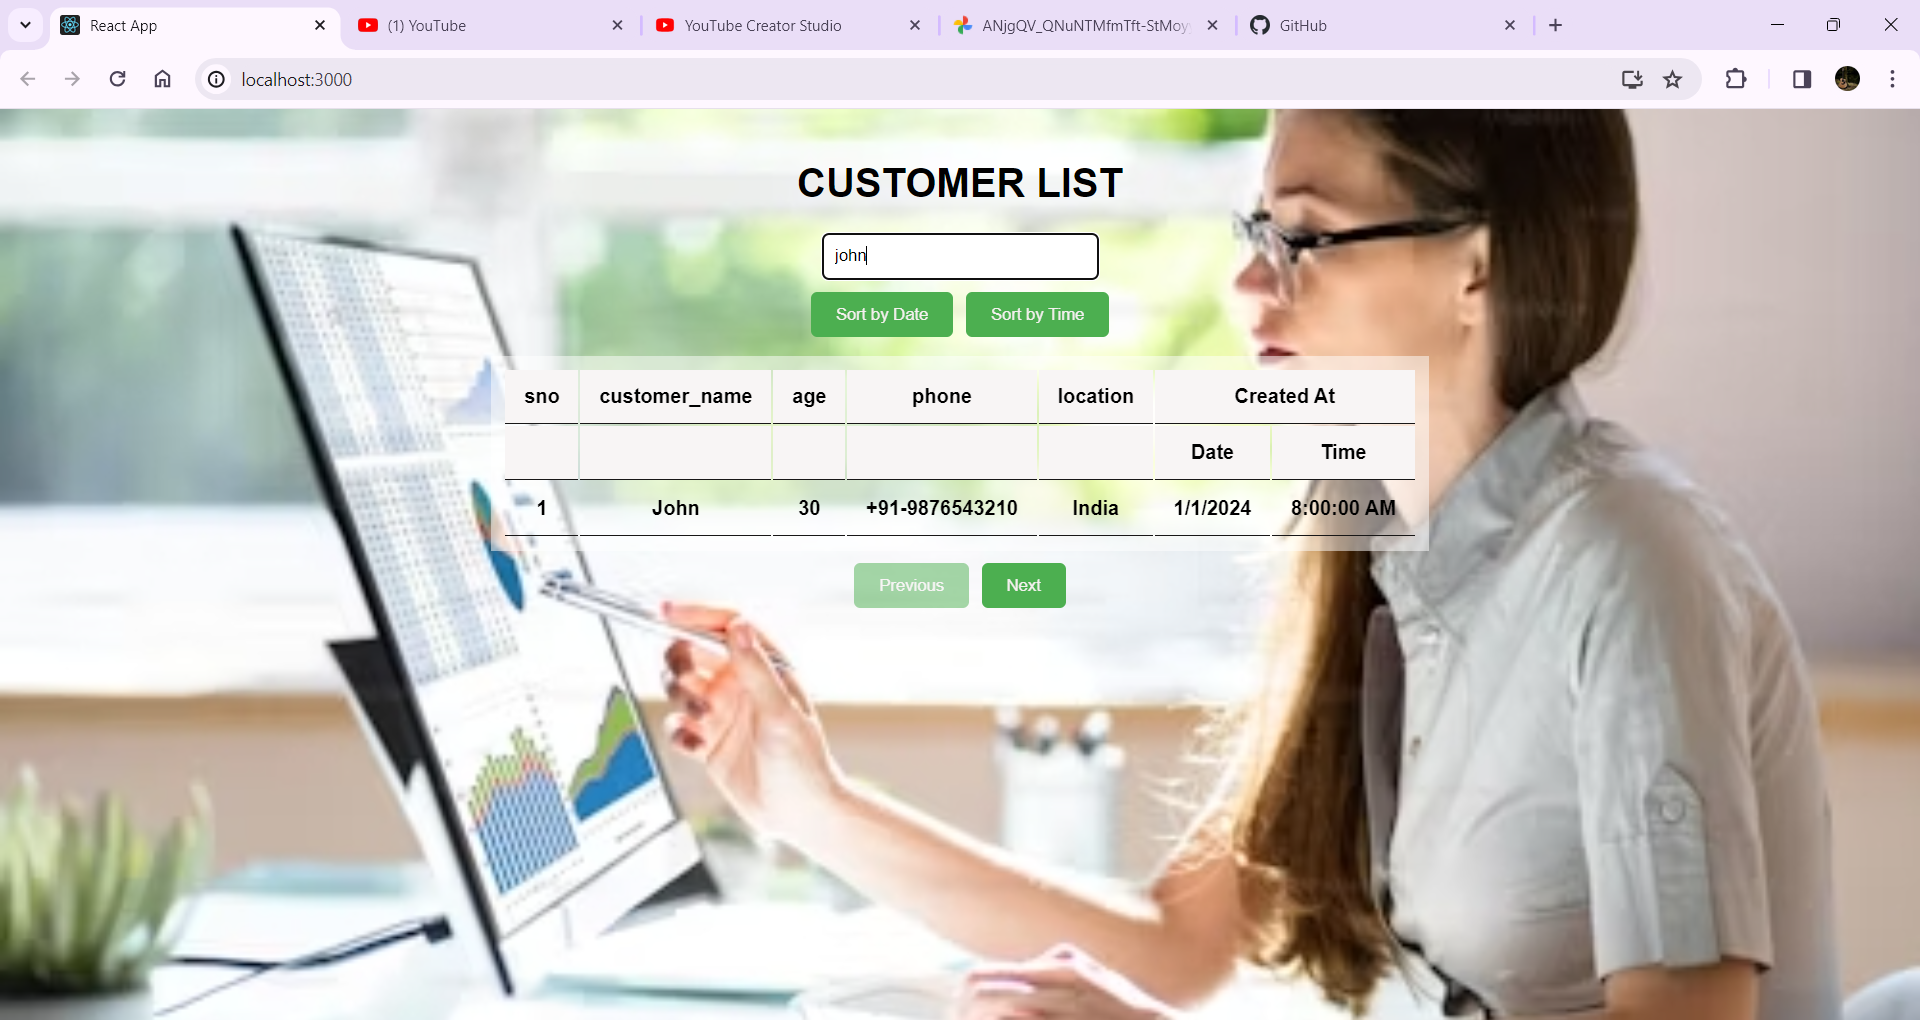 React App
(1) YouTube
YouTube Creator Studio
ANjgQV_QNuNTMfmTft-StMoy
GitHub
localhost:3000
CUSTOMER LIST
john
Sort by Date
Sort by Time
sno customer_name age phone location Created At
Date Time
1 John 30 +91-9876543210 India 1/1/2024 8:00:00 AM
Previous
Next